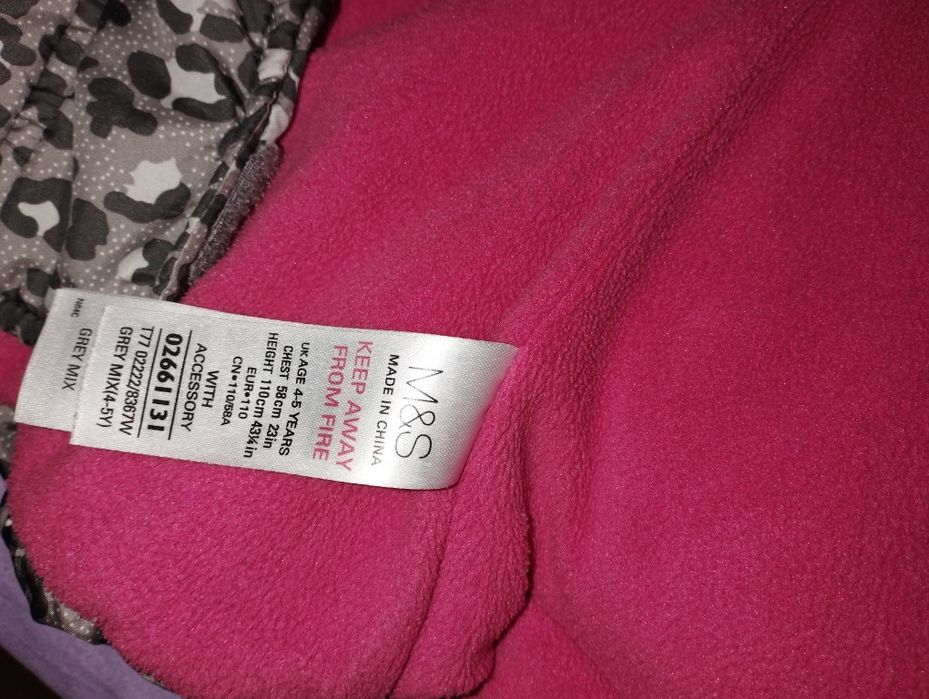 M&S
MADE IN CHINA
KEEP AWAY
FROM FIRE
UK AGE 4-5 YEARS
CHEST 58cm 23in
HEIGHT 110cm 43¼in
EUR•110
CN•110/58A
WITH
ACCESSORY
02661131
T77 02222/8367W
GREY MIX(4-5Y)
GREY MIX